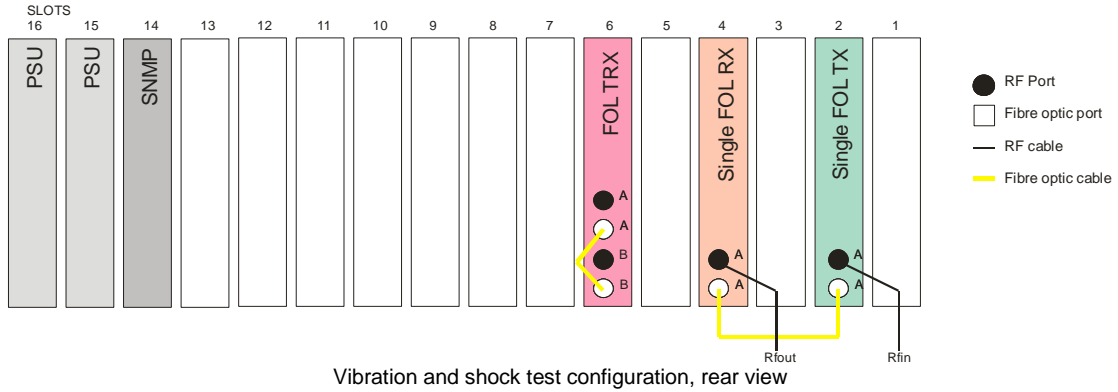 SLOTS
16 15 14 13 12 11 10 9 8 7 6 5 4 3 2 1
PSU
PSU
SNMP
FOL TRX
Single FOL RX
Single FOL TX
A
A
B
B
A
A
A
A
Rfout
Rfin
RF Port
Fibre optic port
RF cable
Fibre optic cable
Vibration and shock test configuration, rear view